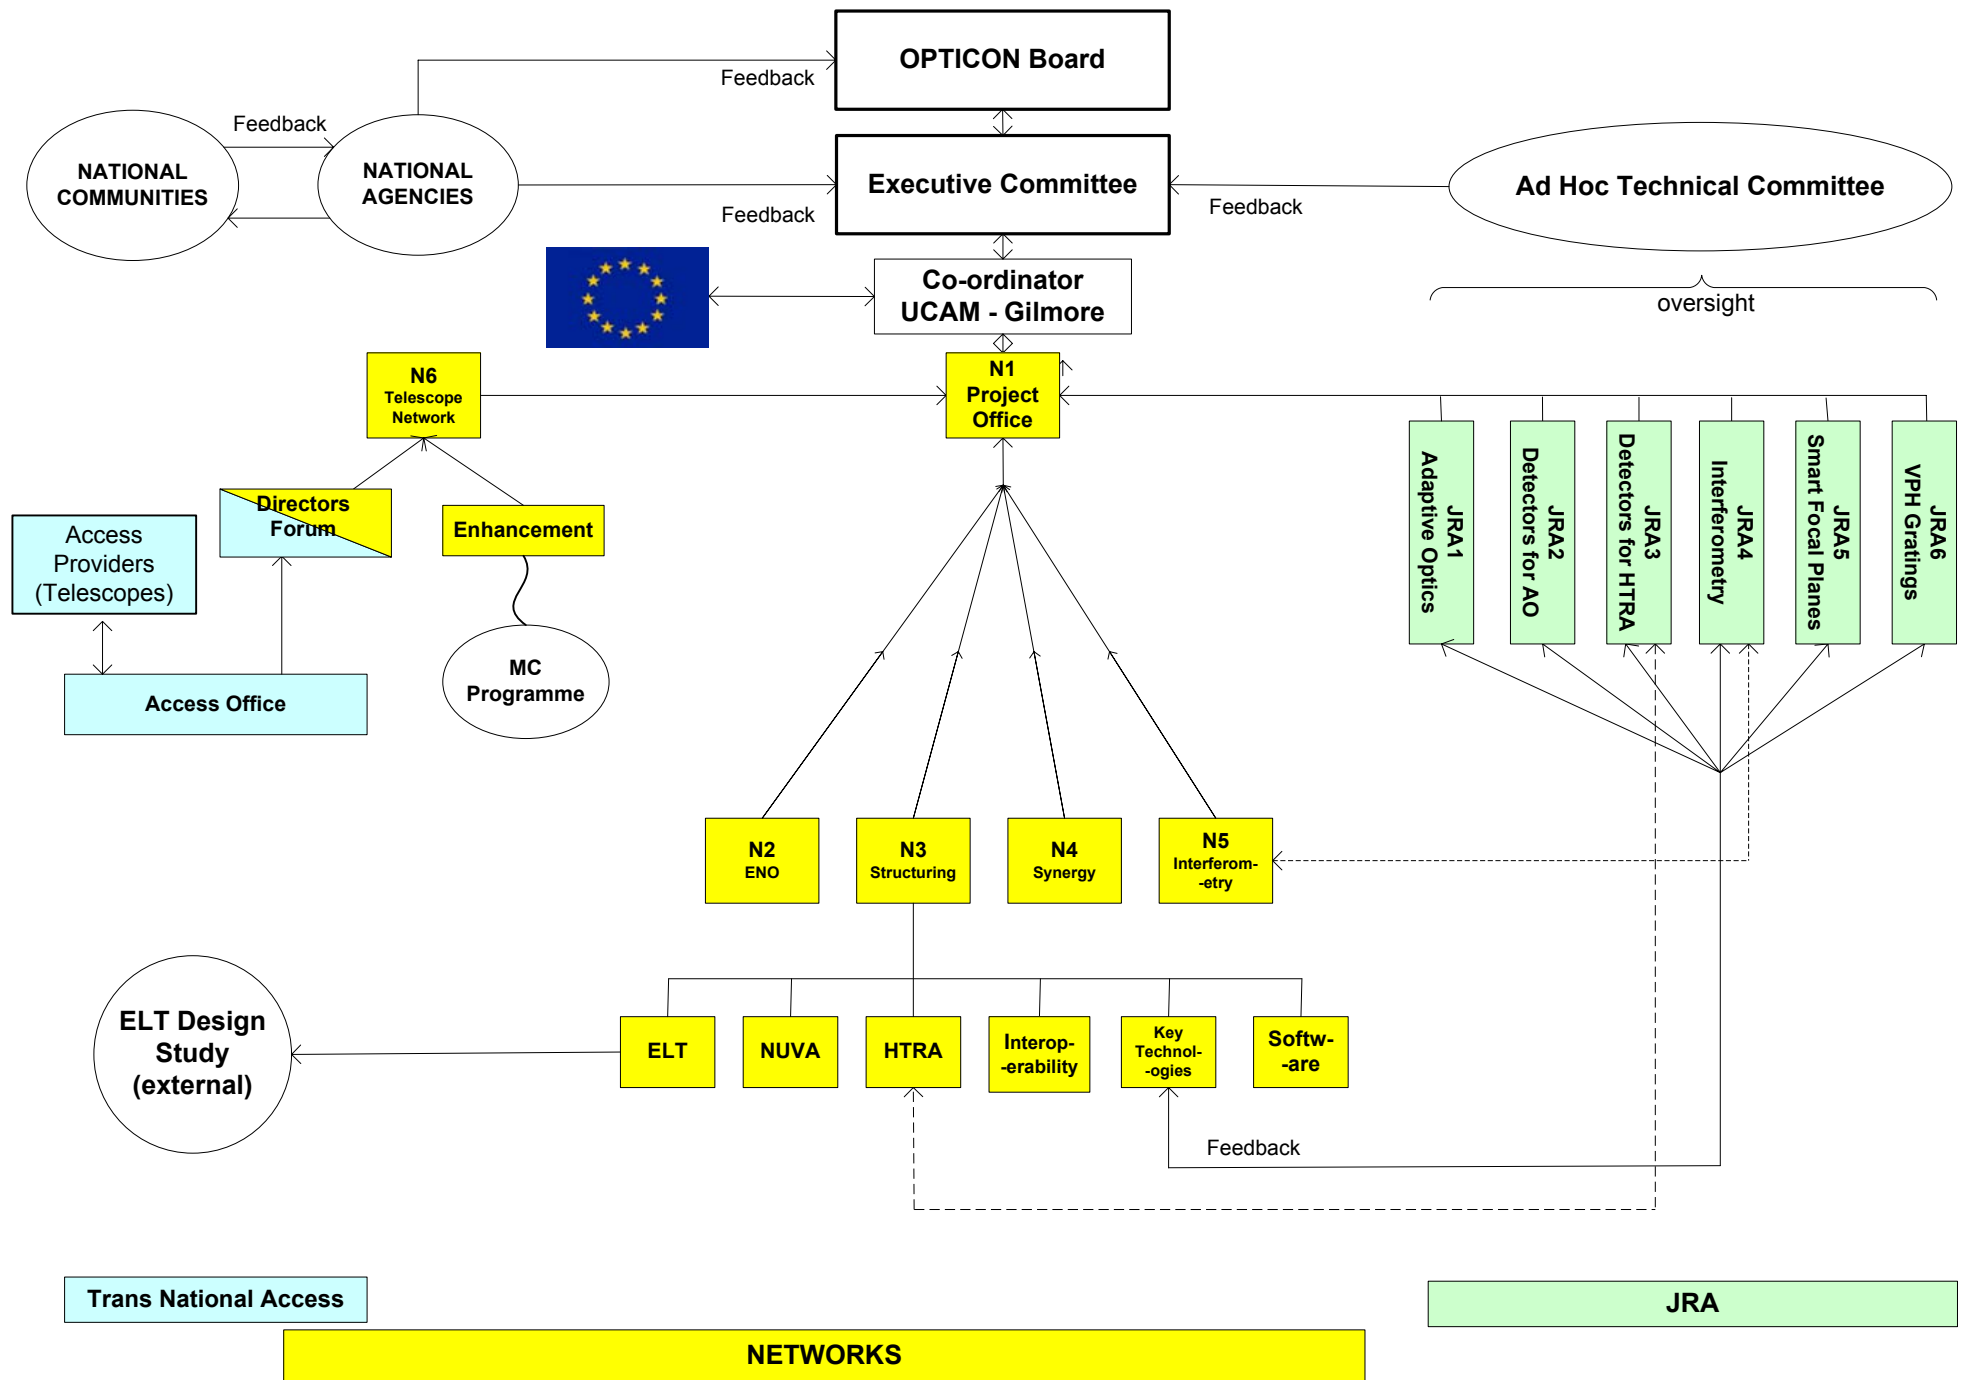 OPTICON Board
Feedback
Feedback
NATIONAL
COMMUNITIES
NATIONAL
AGENCIES
Executive Committee
Feedback
Feedback
Ad Hoc Technical Committee
Co-ordinator
UCAM - Gilmore
oversight
N6
Telescope
Network
N1
Project
Office
JRA1
Adaptive Optics
JRA2
Detectors for AO
JRA3
Detectors for HTRA
JRA4
Interferometry
JRA5
Smart Focal Planes
JRA6
VPH Gratings
Directors
Forum
Enhancement
Access
Providers
(Telescopes)
MC
Programme
Access Office
N2
ENO
N3
Structuring
N4
Synergy
N5
Interferom-
-etry
ELT Design
Study
(external)
ELT
NUVA
HTRA
Interop-
-erability
Key
Technol-
-ogies
Softw-
-are
Feedback
Trans National Access
JRA
NETWORKS